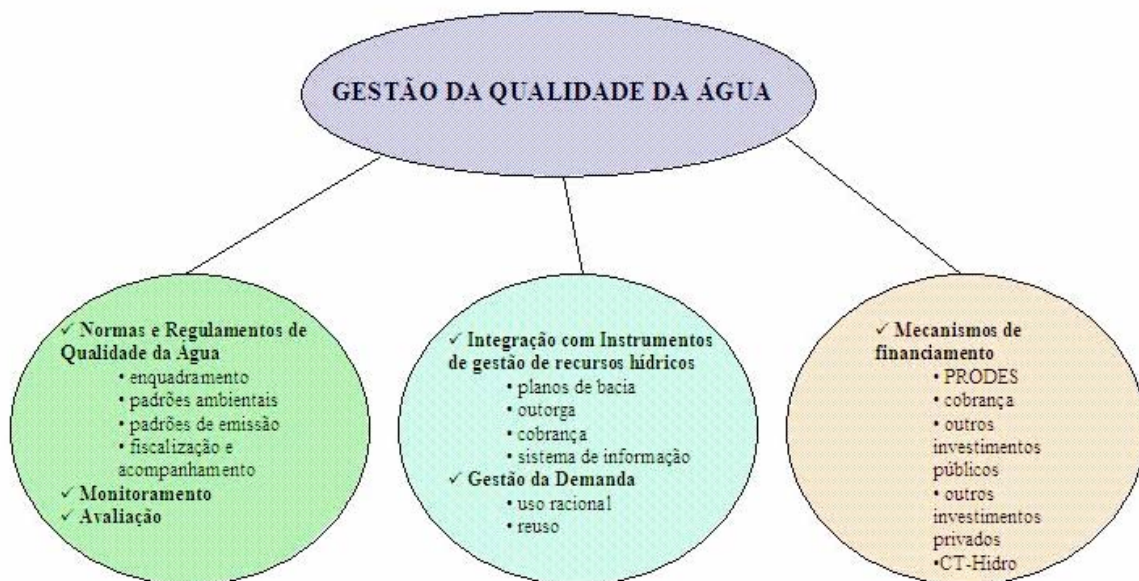 GESTÃO DA QUALIDADE DA ÁGUA
✓ Normas e Regulamentos de
Qualidade da Água
• enquadramento
• padrões ambientais
• padrões de emissão
• fiscalização e
acompanhamento
✓ Monitoramento
✓ Avaliação
✓ Integração com Instrumentos
de gestão de recursos hídricos
• planos de bacia
• outorga
• cobrança
• sistema de informação
✓ Gestão da Demanda
• uso racional
• reuso
✓ Mecanismos de
financiamento
• PRODES
• cobrança
• outros
investimentos
públicos
• outros
investimentos
privados
•CT-Hidro